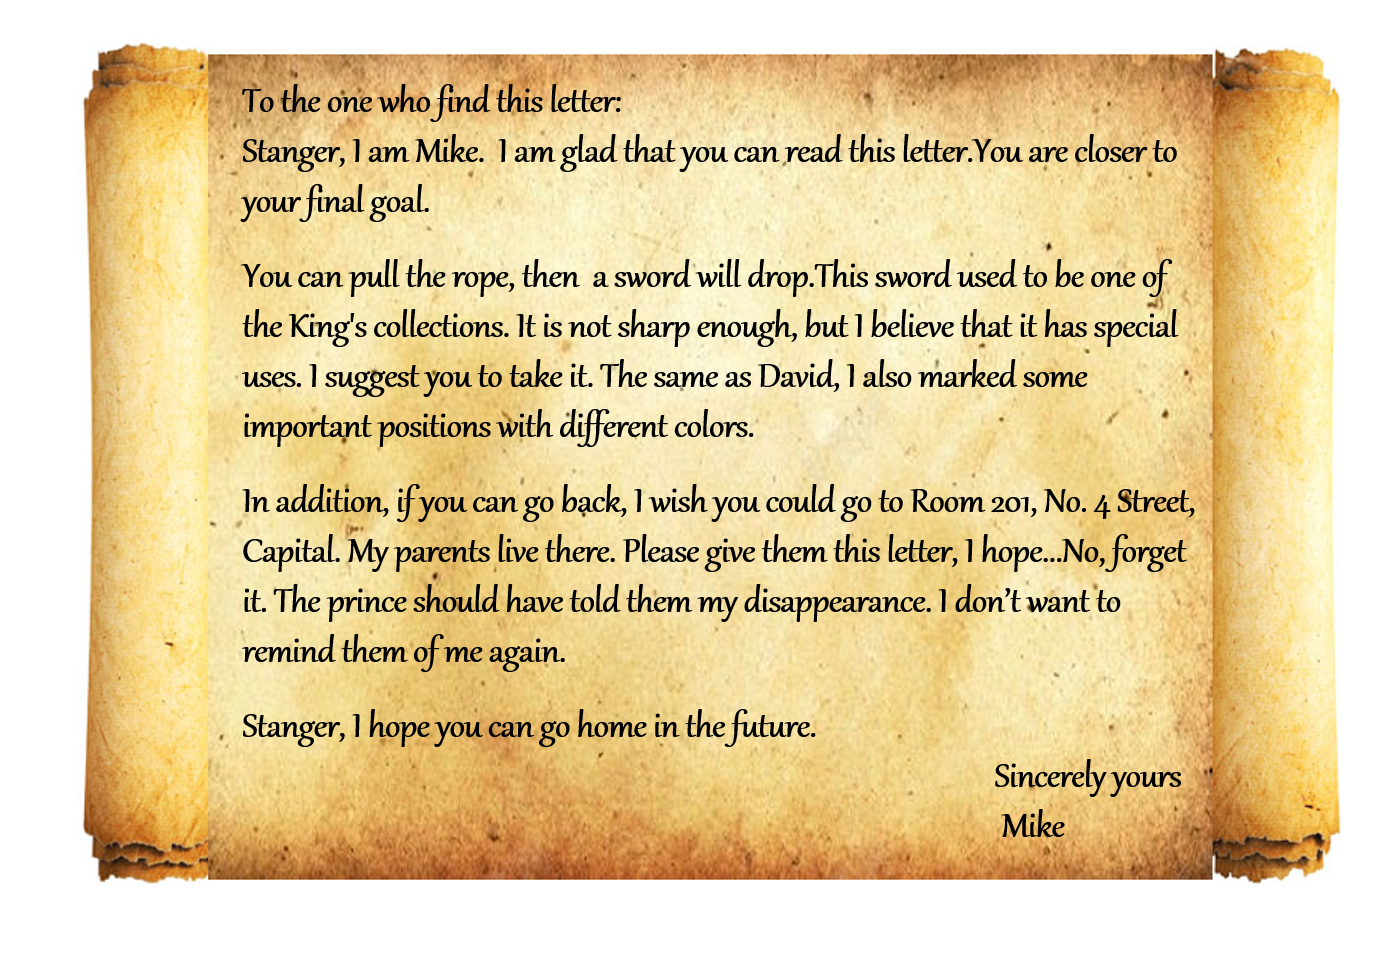 To the one who find this letter:
Stanger, I am Mike.  I am glad that you can read this letter.You are closer to
your final goal.
You can pull the rope, then  a sword will drop.This sword used to be one of
the King's collections. It is not sharp enough, but I believe that it has special
uses. I suggest you to take it. The same as David, I also marked some
important positions with different colors.
In addition, if you can go back, I wish you could go to Room 201, No. 4 Street,
Capital. My parents live there. Please give them this letter, I hope...No, forget
it. The prince should have told them my disappearance. I don’t want to
remind them of me again.
Stanger, I hope you can go home in the future.
Sincerely yours
Mike